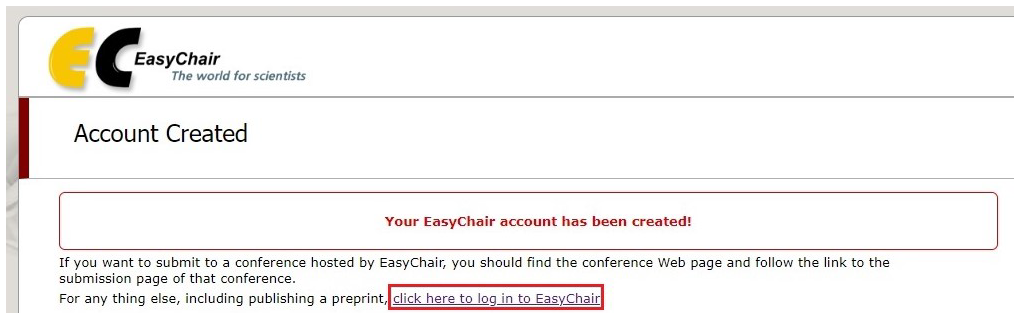 EC EasyChair
The world for scientists
Account Created
Your EasyChair account has been created!
If you want to submit to a conference hosted by EasyChair, you should find the conference Web page and follow the link to the
submission page of that conference.
For any thing else, including publishing a preprint, click here to log in to EasyChair